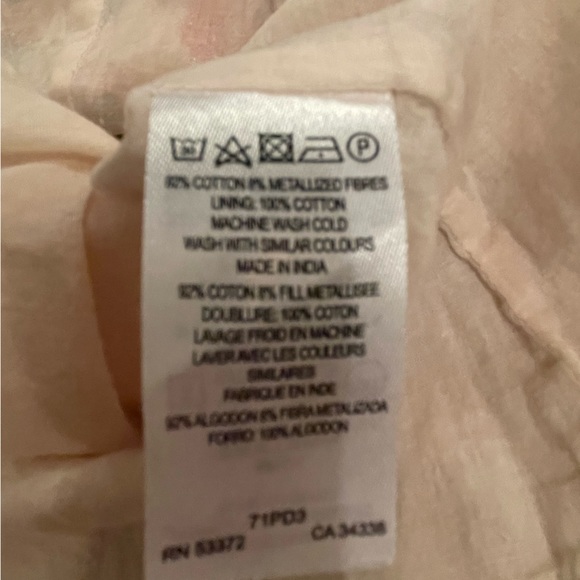 P
92% COTTON 8% METALLIZED FIBRES
LINING: 100% COTTON
MACHINE WASH COLD
WASH WITH SIMILAR COLOURS
MADE IN INDIA
92% COTON 8% FILL METALLISEE
DOUBLURE: 100% COTON
LAVAGE FROID EN MACHINE
LAVER AVEC LES COULEURS
SIMILAIRES
FABRIQUE EN INDE
92% ALGODON 8% FIBRA METALIZADA
FORRO: 100% ALGODON
71PD3
RN 53372 CA 34338